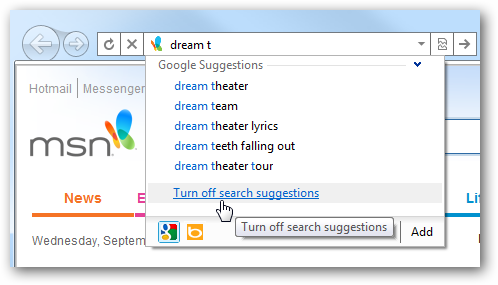 dream t
Google Suggestions
dream theater
dream team
dream theater lyrics
dream teeth falling out
dream theater tour
Turn off search suggestions
Turn off search suggestions
Add
Hotmail Messenger
msn
News
Wednesday, Septem